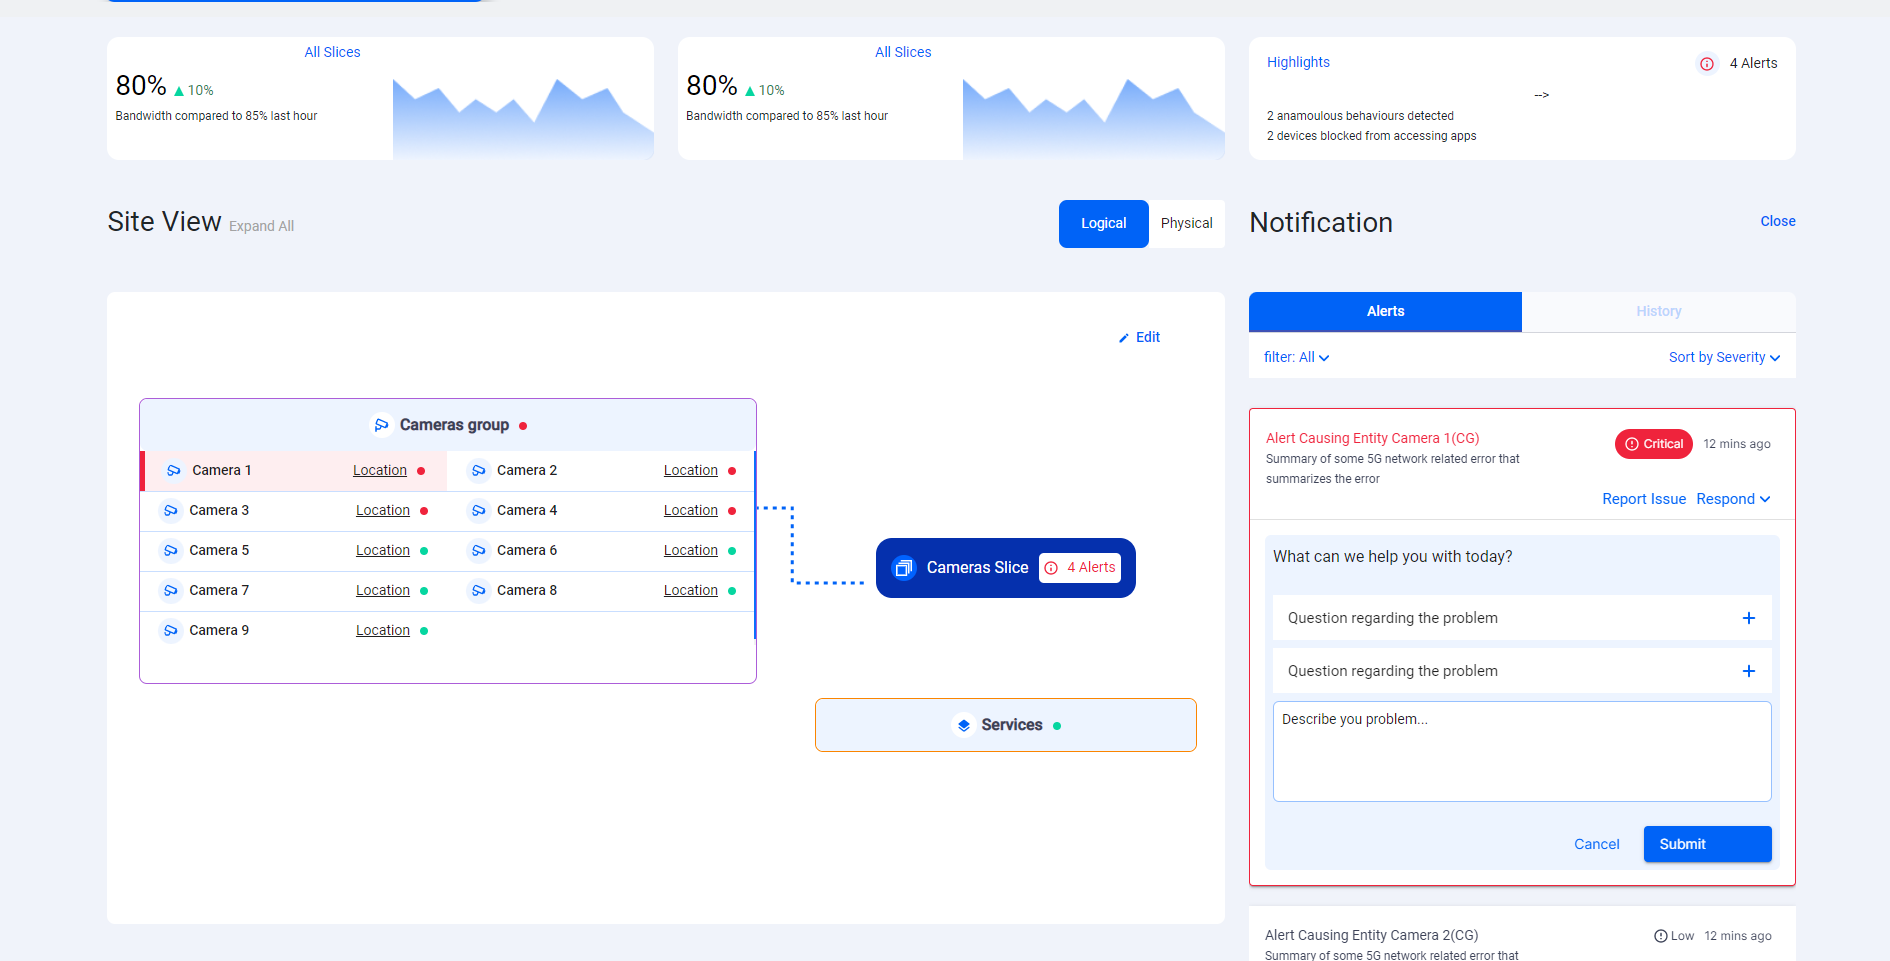 All Slices
80% ▲ 10%
Bandwidth compared to 85% last hour
All Slices
80% ▲ 10%
Bandwidth compared to 85% last hour
Highlights
4 Alerts
-->
2 anamoulous behaviours detected
2 devices blocked from accessing apps
Site View Expand All
Logical Physical
Notification
Close
Edit
Cameras group
Camera 1 Location Camera 2 Location
Camera 3 Location Camera 4 Location
Camera 5 Location Camera 6 Location
Camera 7 Location Camera 8 Location
Camera 9 Location
Cameras Slice 4 Alerts
Services
Alerts History
filter: All Sort by Severity
Alert Causing Entity Camera 1(CG) Critical 12 mins ago
Summary of some 5G network related error that
summarizes the error
Report Issue Respond
What can we help you with today?
Question regarding the problem +
Question regarding the problem +
Describe you problem...
Cancel Submit
Alert Causing Entity Camera 2(CG) Low 12 mins ago
Summary of some 5G network related error that